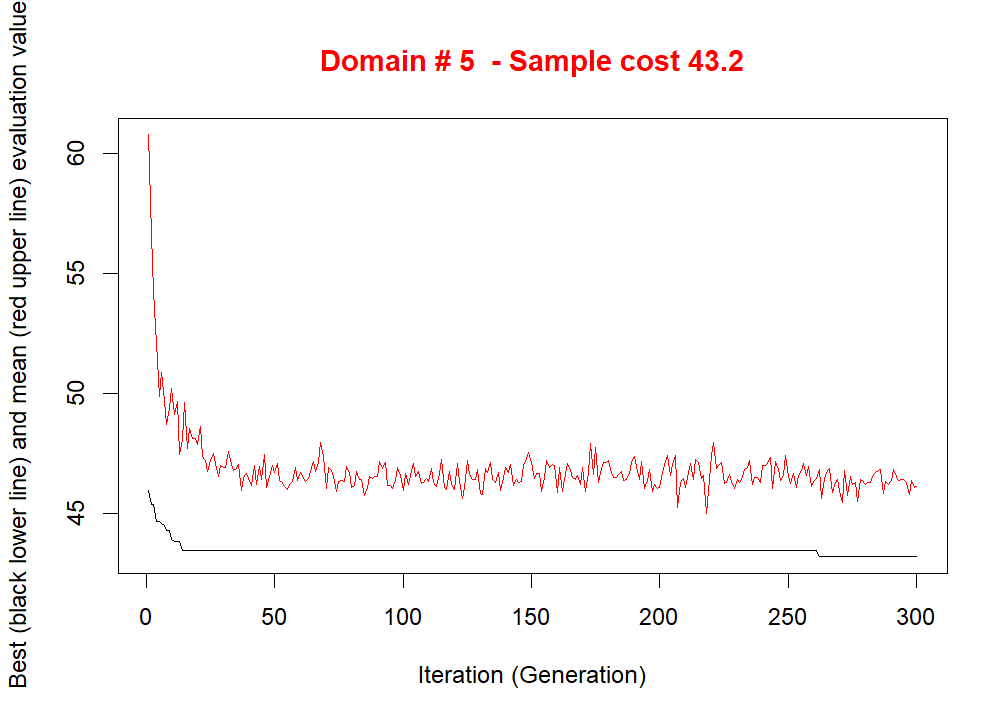 Domain # 5  - Sample cost 43.2
Best (black lower line) and mean (red upper line) evaluation value
60
55
50
45
0 50 100 150 200 250 300
Iteration (Generation)